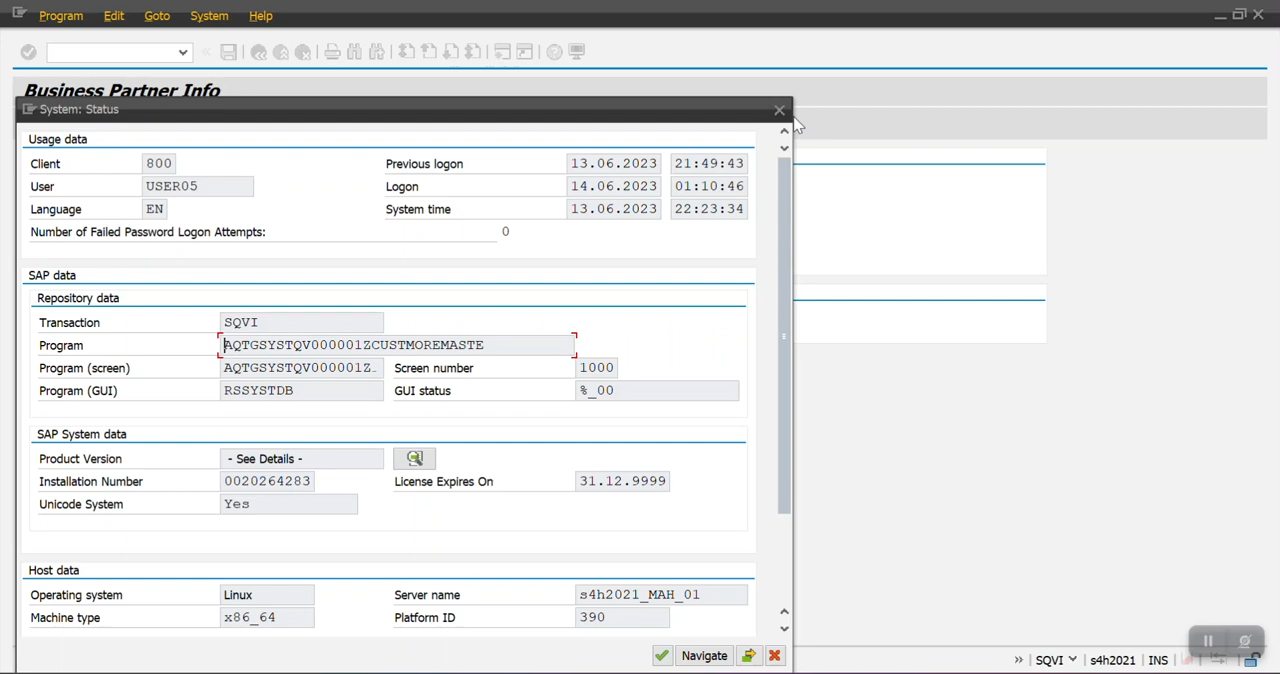 Program Edit Goto System Help
Business Partner Info
System: Status
Usage data
Client 800 Previous logon 13.06.2023 21:49:43
User USER05 Logon 14.06.2023 01:10:46
Language EN System time 13.06.2023 22:23:34
Number of Failed Password Logon Attempts: 0
SAP data
Repository data
Transaction SQVI
Program AQTGSYSTQV000001ZCUSTMOREMASTE
Program (screen) AQTGSYSTQV000001Z… Screen number 1000
Program (GUI) RSSYSTDB GUI status %_00
SAP System data
Product Version - See Details -
Installation Number 0020264283 License Expires On 31.12.9999
Unicode System Yes
Host data
Operating system Linux Server name s4h2021_MAH_01
Machine type x86_64 Platform ID 390
Navigate
SQVI s4h2021 INS